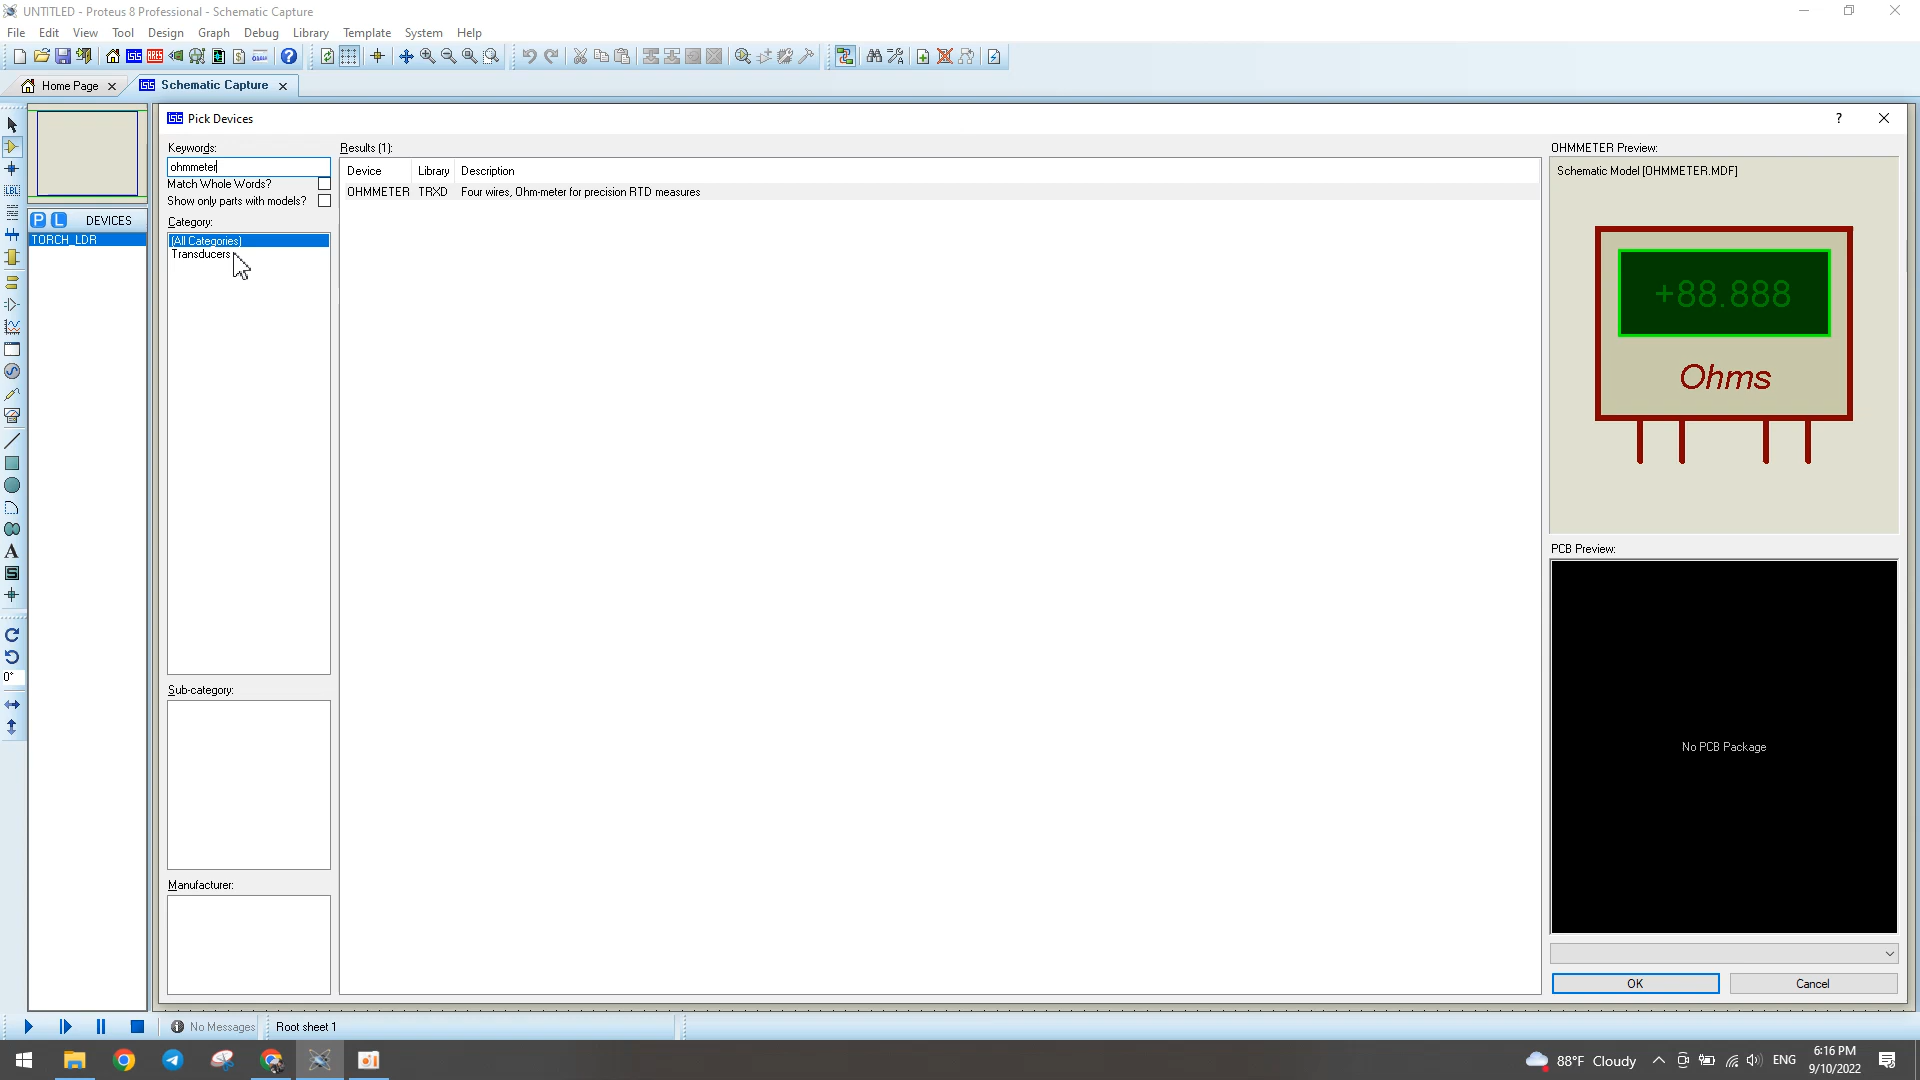 UNTITLED - Proteus 8 Professional - Schematic Capture
File Edit View Tool Design Graph Debug Library Template System Help
Home Page
Schematic Capture
Pick Devices
Keywords:
ohmmeter
Match Whole Words?
Show only parts with models?
Category:
(All Categories)
Transducers
Sub-category:
Manufacturer:
P L DEVICES
TORCH_LDR
LBL
A
S
0°
Results (1):
Device Library Description
OHMMETER TRXD Four wires, Ohm-meter for precision RTD measures
OHMMETER Preview:
Schematic Model [OHMMETER.MDF]
+88.888
Ohms
PCB Preview:
No PCB Package
OK Cancel
No Messages
Root sheet 1
88°F Cloudy
ENG
6:16 PM
9/10/2022